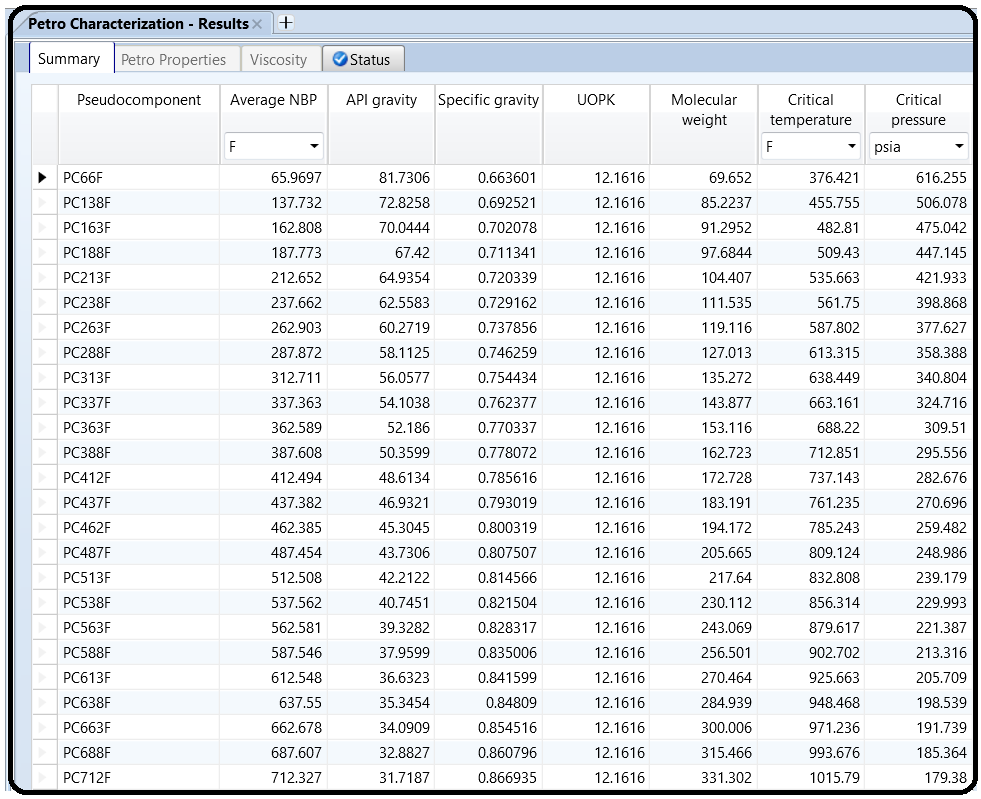 Petro Characterization - Results × +
Summary Petro Properties Viscosity Status
Pseudocomponent Average NBP API gravity Specific gravity UOPK Molecular weight Critical temperature Critical pressure
F F psia
PC66F 65.9697 81.7306 0.663601 12.1616 69.652 376.421 616.255
PC138F 137.732 72.8258 0.692521 12.1616 85.2237 455.755 506.078
PC163F 162.808 70.0444 0.702078 12.1616 91.2952 482.81 475.042
PC188F 187.773 67.42 0.711341 12.1616 97.6844 509.43 447.145
PC213F 212.652 64.9354 0.720339 12.1616 104.407 535.663 421.933
PC238F 237.662 62.5583 0.729162 12.1616 111.535 561.75 398.868
PC263F 262.903 60.2719 0.737856 12.1616 119.116 587.802 377.627
PC288F 287.872 58.1125 0.746259 12.1616 127.013 613.315 358.388
PC313F 312.711 56.0577 0.754434 12.1616 135.272 638.449 340.804
PC337F 337.363 54.1038 0.762377 12.1616 143.877 663.161 324.716
PC363F 362.589 52.186 0.770337 12.1616 153.116 688.22 309.51
PC388F 387.608 50.3599 0.778072 12.1616 162.723 712.851 295.556
PC412F 412.494 48.6134 0.785616 12.1616 172.728 737.143 282.676
PC437F 437.382 46.9321 0.793019 12.1616 183.191 761.235 270.696
PC462F 462.385 45.3045 0.800319 12.1616 194.172 785.243 259.482
PC487F 487.454 43.7306 0.807507 12.1616 205.665 809.124 248.986
PC513F 512.508 42.2122 0.814566 12.1616 217.64 832.808 239.179
PC538F 537.562 40.7451 0.821504 12.1616 230.112 856.314 229.993
PC563F 562.581 39.3282 0.828317 12.1616 243.069 879.617 221.387
PC588F 587.546 37.9599 0.835006 12.1616 256.501 902.702 213.316
PC613F 612.548 36.6323 0.841599 12.1616 270.464 925.663 205.709
PC638F 637.55 35.3454 0.84809 12.1616 284.939 948.468 198.539
PC663F 662.678 34.0909 0.854516 12.1616 300.006 971.236 191.739
PC688F 687.607 32.8827 0.860796 12.1616 315.466 993.676 185.364
PC712F 712.327 31.7187 0.866935 12.1616 331.302 1015.79 179.38